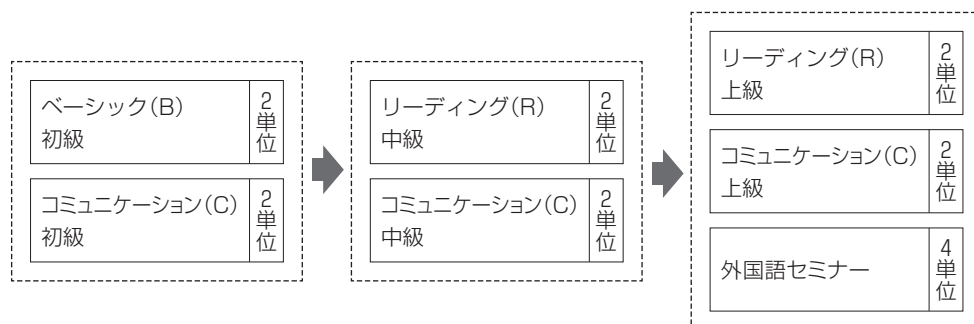 ベーシック(B)
初級
2単位
コミュニケーション(C)
初級
2単位
リーディング(R)
中級
2単位
コミュニケーション(C)
中級
2単位
リーディング(R)
上級
2単位
コミュニケーション(C)
上級
2単位
外国語セミナー
4単位